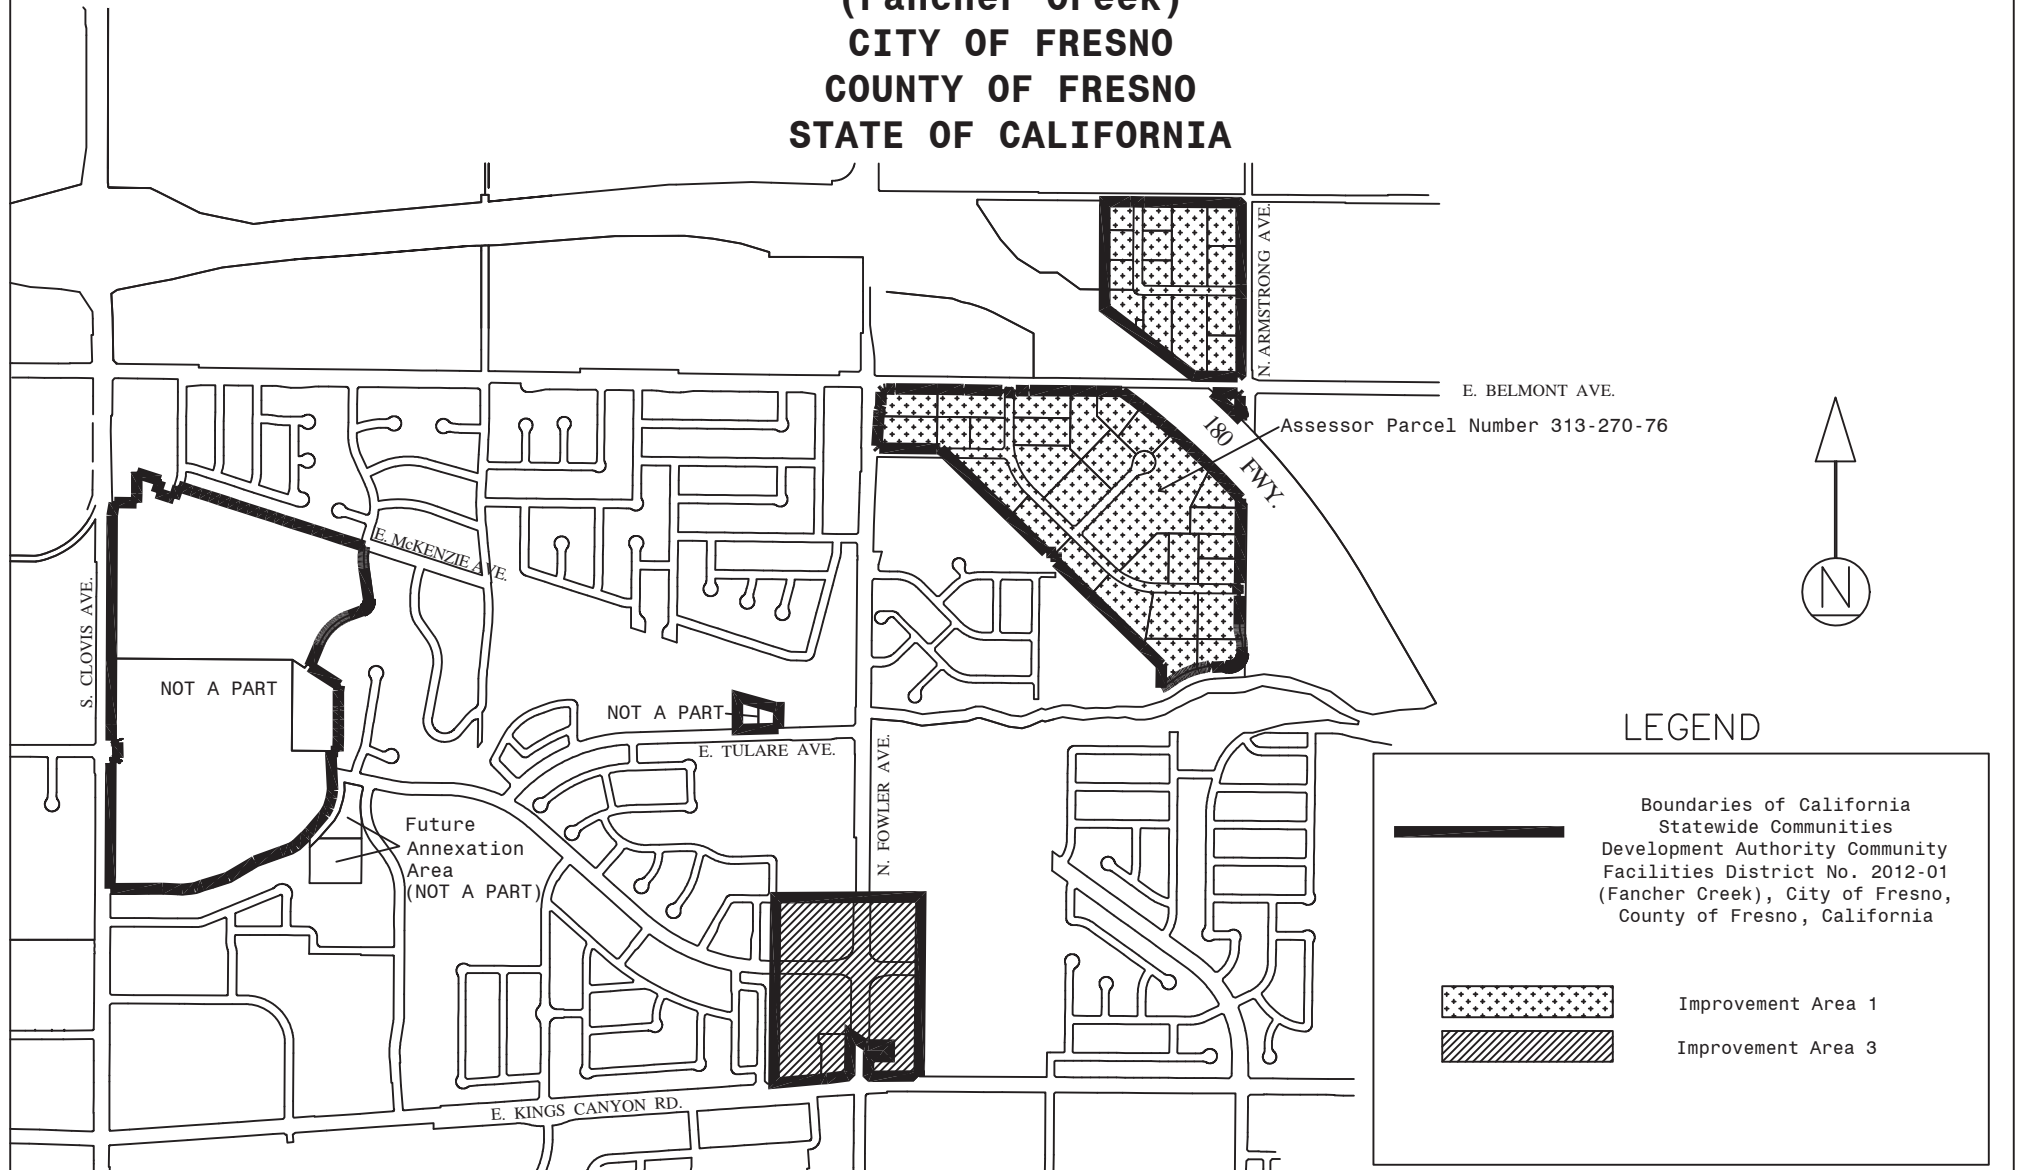 (Fancher Creek)
CITY OF FRESNO
COUNTY OF FRESNO
STATE OF CALIFORNIA
N. ARMSTRONG AVE.
E. BELMONT AVE.
180 FWY.
Assessor Parcel Number 313-270-76
E. McKENZIE AVE.
S. CLOVIS AVE.
N
NOT A PART
NOT A PART
E. TULARE AVE.
N. FOWLER AVE.
Future
Annexation
Area
(NOT A PART)
E. KINGS CANYON RD.
LEGEND
Boundaries of California
Statewide Communities
Development Authority Community
Facilities District No. 2012-01
(Fancher Creek), City of Fresno,
County of Fresno, California
Improvement Area 1
Improvement Area 3